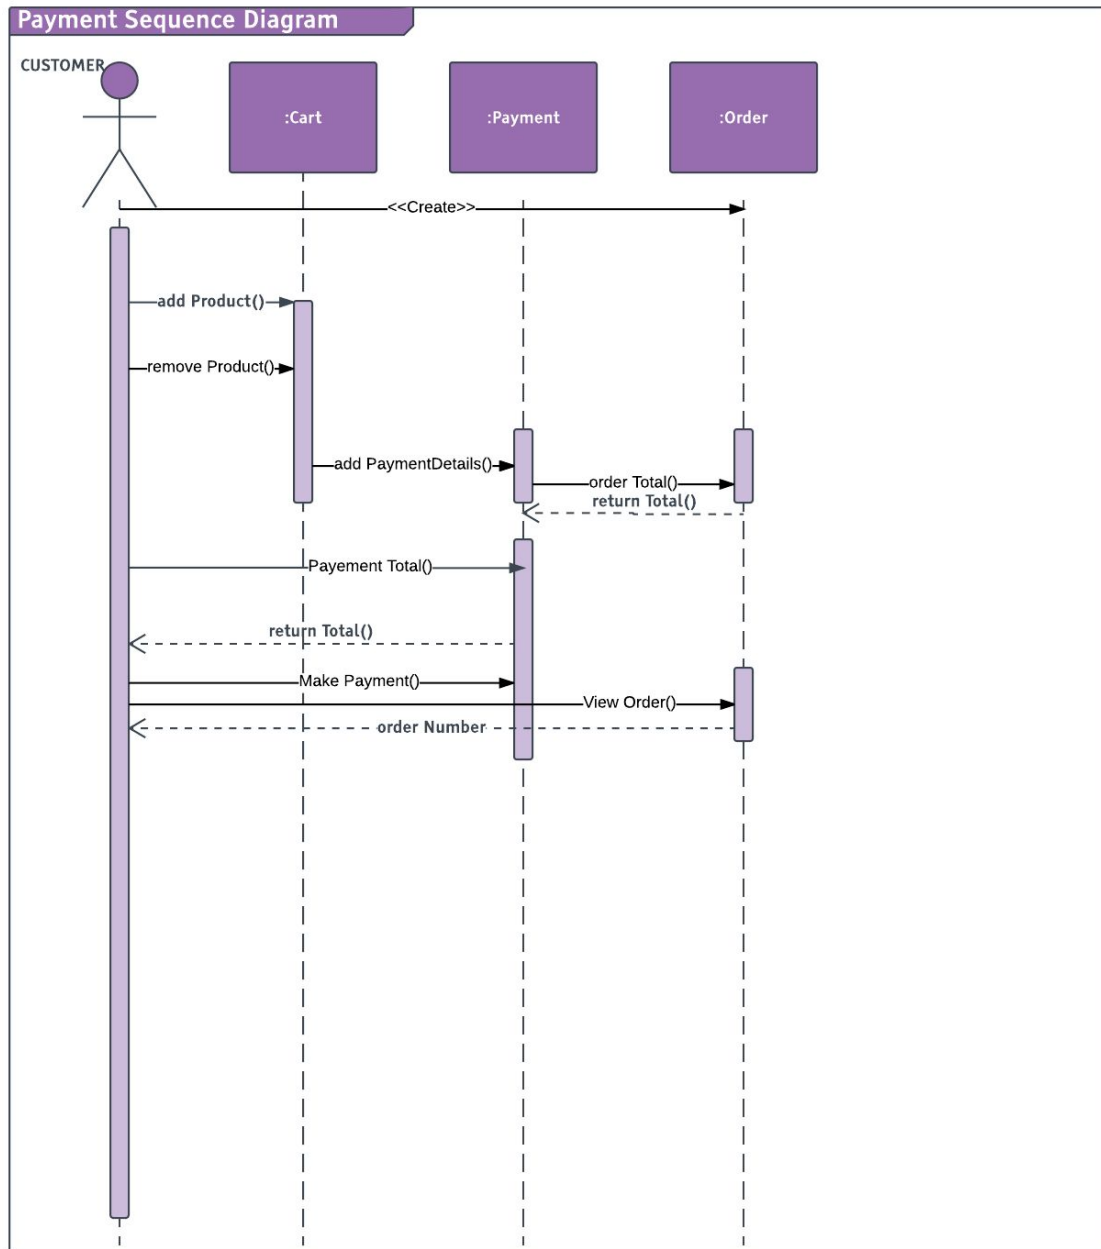 Payment Sequence Diagram
CUSTOMER
:Cart
:Payment
:Order
<<Create>>
add Product()
remove Product()
add PaymentDetails()
order Total()
return Total()
Payement Total()
return Total()
Make Payment()
View Order()
order Number